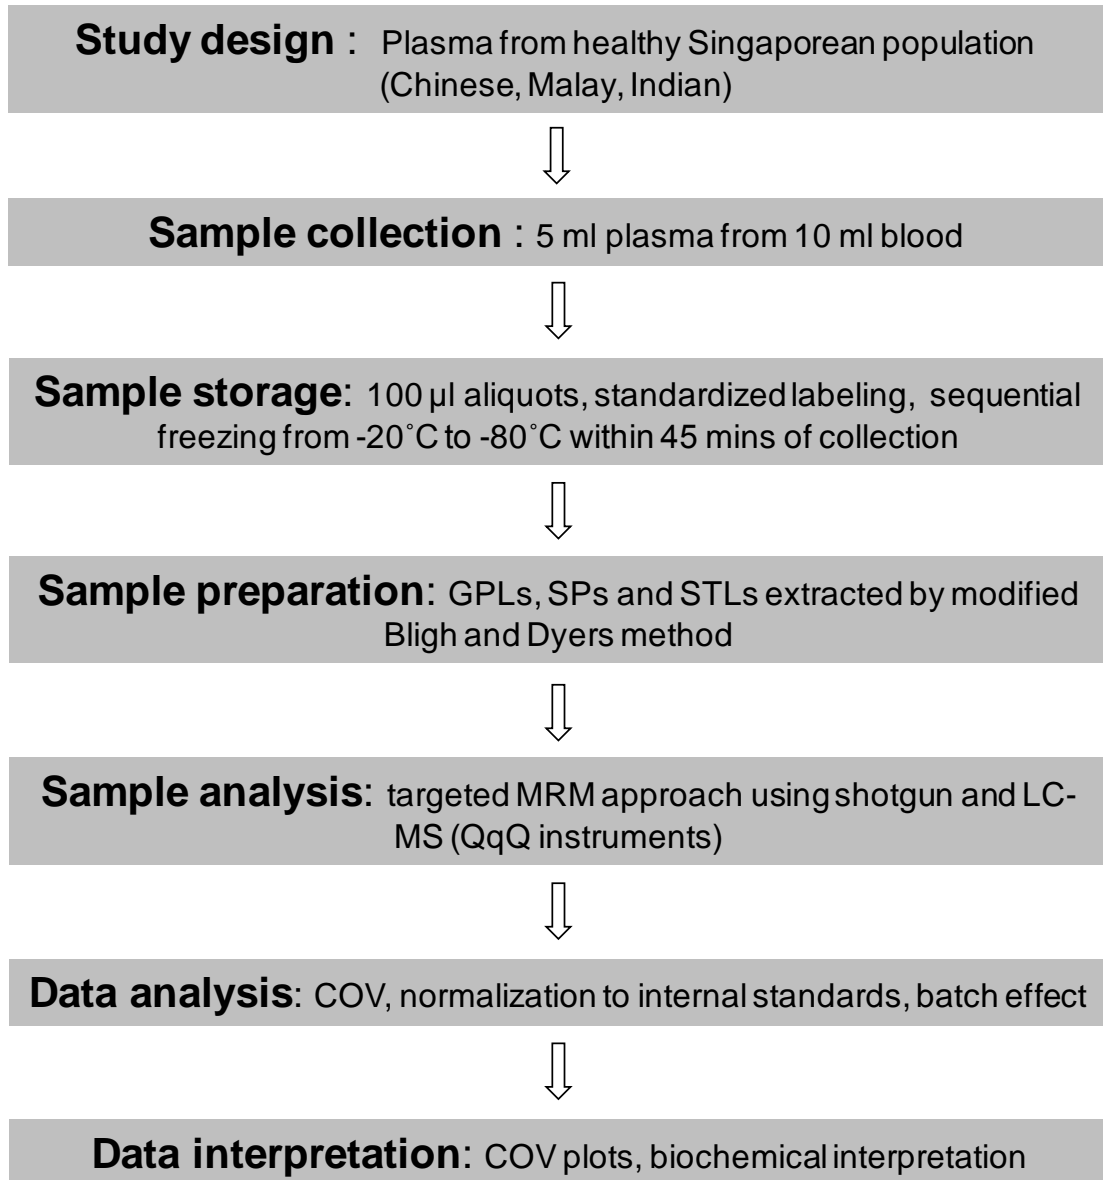 Study design : Plasma from healthy Singaporean population
(Chinese, Malay, Indian)
Sample collection : 5 ml plasma from 10 ml blood
Sample storage: 100 µl aliquots, standardized labeling, sequential
freezing from -20˚C to -80˚C within 45 mins of collection
Sample preparation: GPLs, SPs and STLs extracted by modified
Bligh and Dyers method
Sample analysis: targeted MRM approach using shotgun and LC-
MS (QqQ instruments)
Data analysis: COV, normalization to internal standards, batch effect
Data interpretation: COV plots, biochemical interpretation